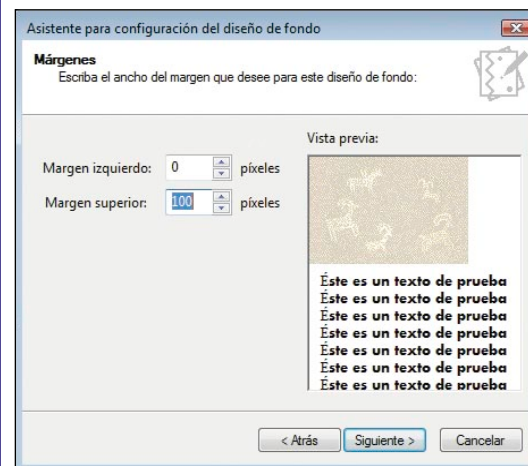 Asistente para configuración del diseño de fondo
Márgenes
Escriba el ancho del margen que desee para este diseño de fondo:
Vista previa:
Margen izquierdo: 0 píxeles
Margen superior: 100 píxeles
Éste es un texto de prueba
Éste es un texto de prueba
Éste es un texto de prueba
Éste es un texto de prueba
Éste es un texto de prueba
Éste es un texto de prueba
Éste es un texto de prueba
< Atrás Siguiente > Cancelar